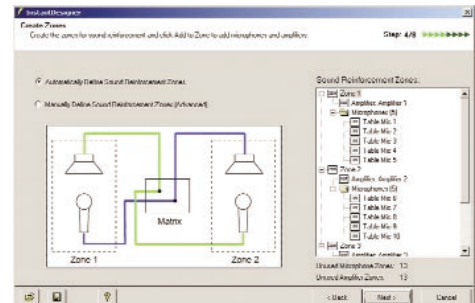 InstantDesigner
Create Zones
Create the zones for sound reinforcement and click Add to Zone to add microphones and amplifiers.
Step: 4/8
Automatically Define Sound Reinforcement Zones
Manually Define Sound Reinforcement Zones (Advanced)
Matrix
Zone 1
Zone 2
Sound Reinforcement Zones:
Zone 1
Amplifier, Amplifier 1
Microphones (5)
Table Mic 1
Table Mic 2
Table Mic 3
Table Mic 4
Table Mic 5
Zone 2
Amplifier, Amplifier 2
Microphones (5)
Table Mic 6
Table Mic 7
Table Mic 8
Table Mic 9
Table Mic 10
Zone 3
Amplifier, Amplifier 3
Unused Microphone Zones: 13
Unused Amplifier Zones: 13
< Back
Next >
Cancel